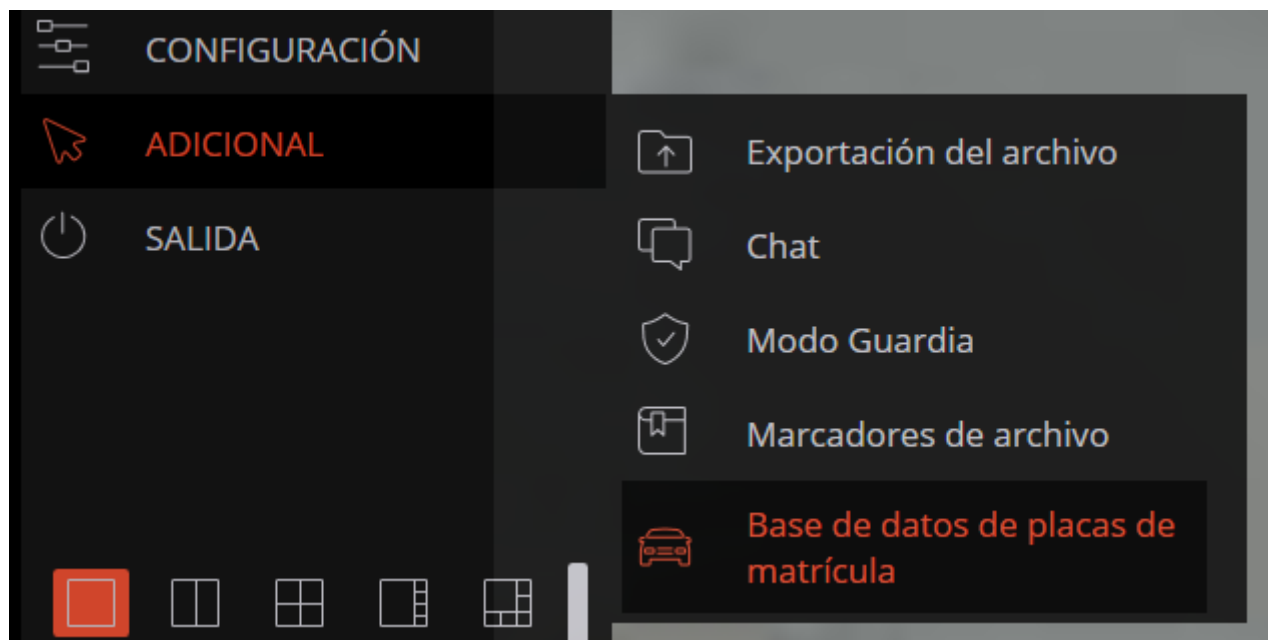 CONFIGURACIÓN
ADICIONAL
SALIDA
Exportación del archivo
Chat
Modo Guardia
Marcadores de archivo
Base de datos de placas de
matrícula